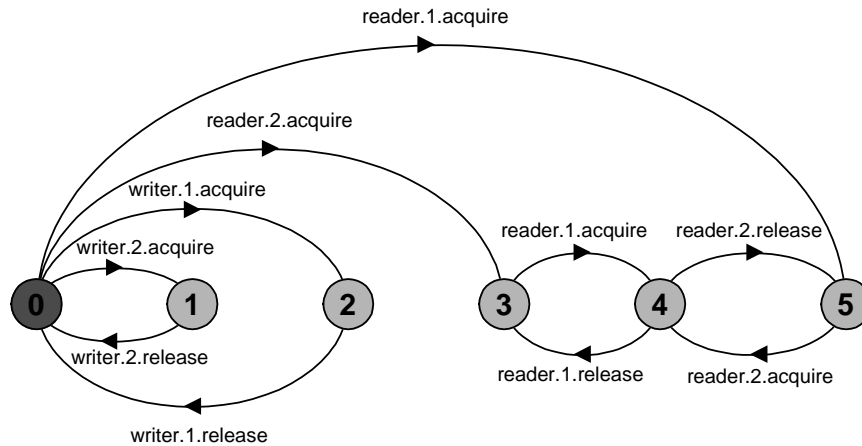 reader.1.acquire
reader.2.acquire
writer.1.acquire
writer.2.acquire
reader.1.acquire
reader.2.release
0
1
2
3
4
5
writer.2.release
reader.1.release
reader.2.acquire
writer.1.release